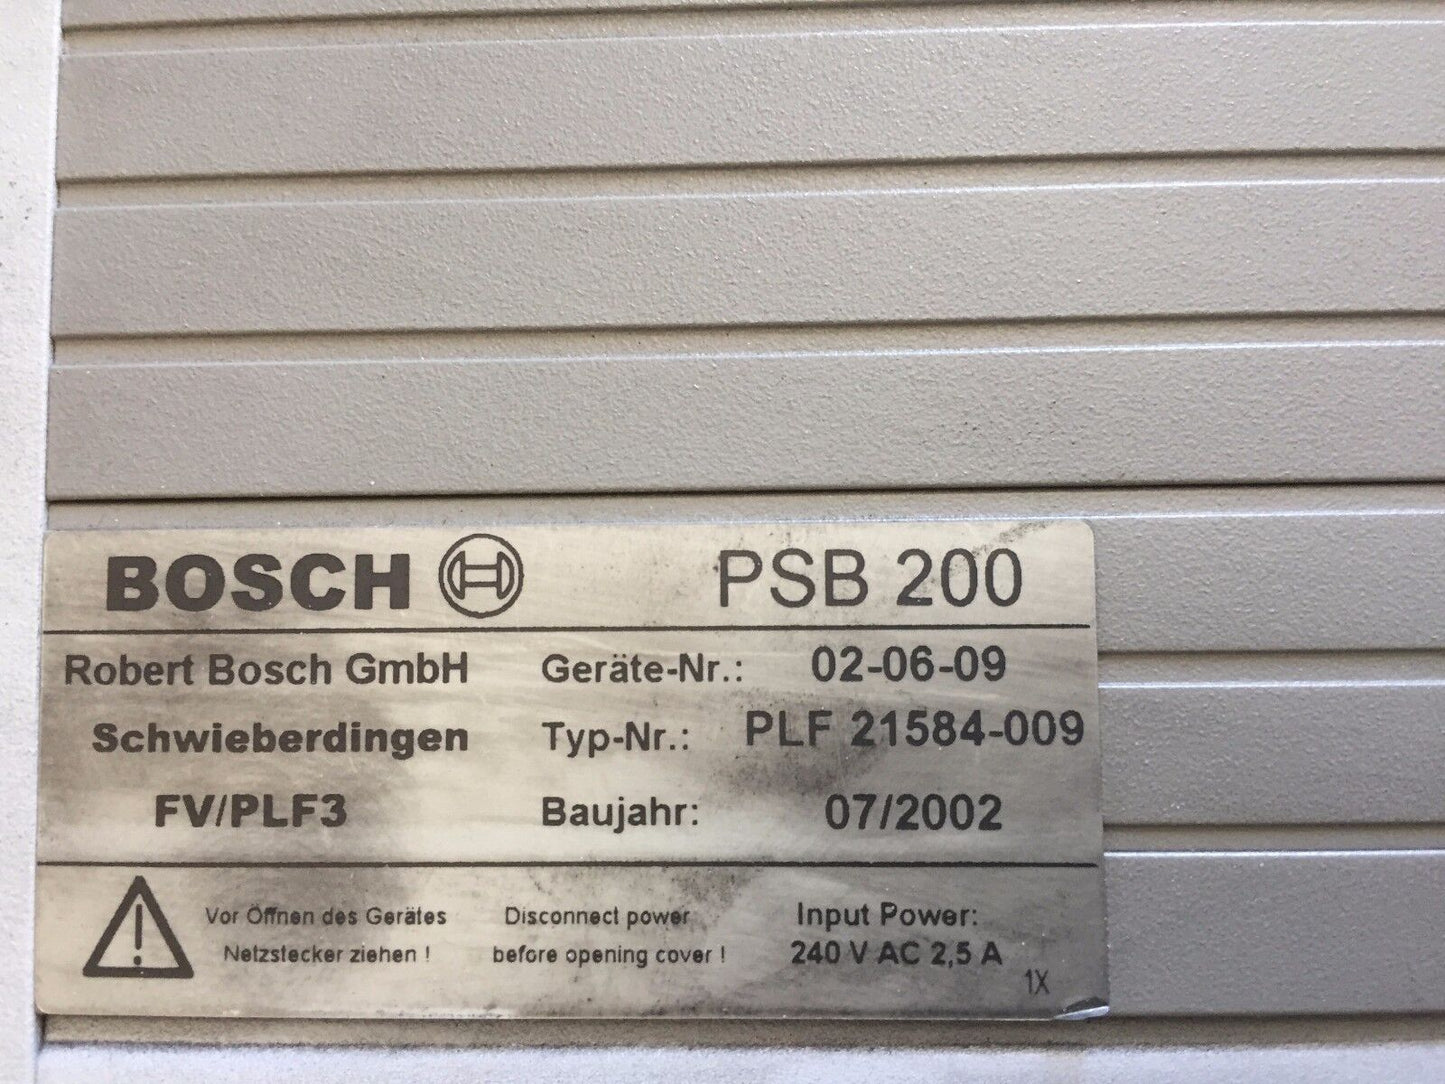 BOSCH PSB 200
Robert Bosch GmbH Geräte-Nr.: 02-06-09
Schwieberdingen Typ-Nr.: PLF 21584-009
FV/PLF3 Baujahr: 07/2002
Vor Öffnen des Gerätes Disconnect power Input Power:
Netzstecker ziehen ! before opening cover ! 240 V AC 2,5 A
1X